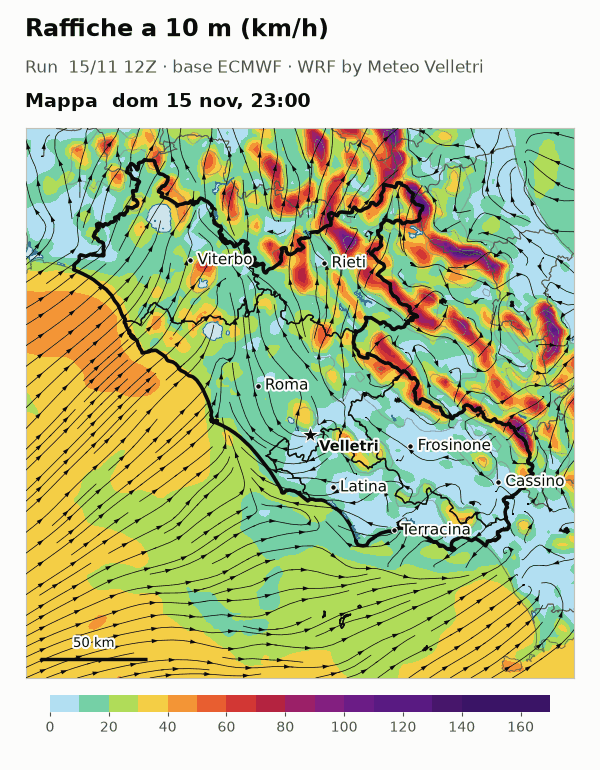 Raffiche a 10 m (km/h)
Run 15/11 12Z · base ECMWF · WRF by Meteo Velletri
Mappa dom 15 nov, 23:00
Viterbo
Rieti
Roma
Velletri
Frosinone
Cassino
Latina
Terracina
50 km
0 20 40 60 80 100 120 140 160